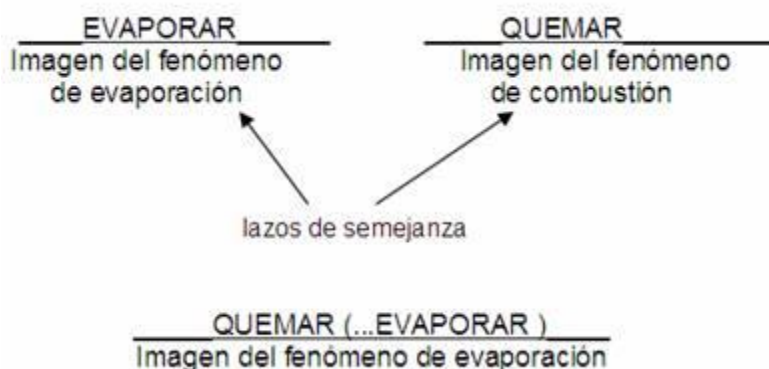 EVAPORAR QUEMAR
Imagen del fenómeno Imagen del fenómeno
de evaporación de combustión
lazos de semejanza
QUEMAR (...EVAPORAR )
Imagen del fenómeno de evaporación